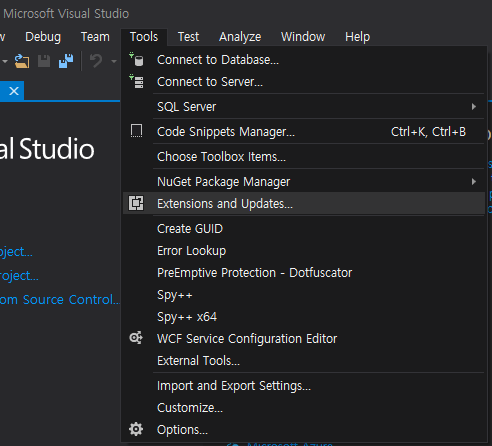 Microsoft Visual Studio
Debug Team Tools Test Analyze Window Help
Connect to Database...
Connect to Server...
SQL Server
Code Snippets Manager... Ctrl+K, Ctrl+B
al Studio
Choose Toolbox Items...
NuGet Package Manager
Extensions and Updates...
Create GUID
Error Lookup
oject...
PreEmptive Protection - Dotfuscator
roject...
Spy++
om Source Control...
Spy++ x64
WCF Service Configuration Editor
External Tools...
Import and Export Settings...
Customize...
Options...